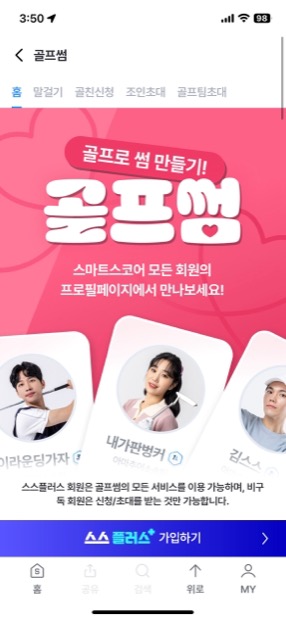 3:50
98
골프썸
홈 말걸기 골친신청 조인초대 골프팀초대
골프로 썸 만들기!
골프썸
스마트스코어 모든 회원의
프로필페이지에서 만나보세요!
이라운딩가자
내가판벙커
김스스
스스플러스 회원은 골프썸의 모든 서비스를 이용 가능하며, 비구
독 회원은 신청/초대를 받는 것만 가능합니다.
스스플러스+ 가입하기
홈 공유 검색 위로 MY